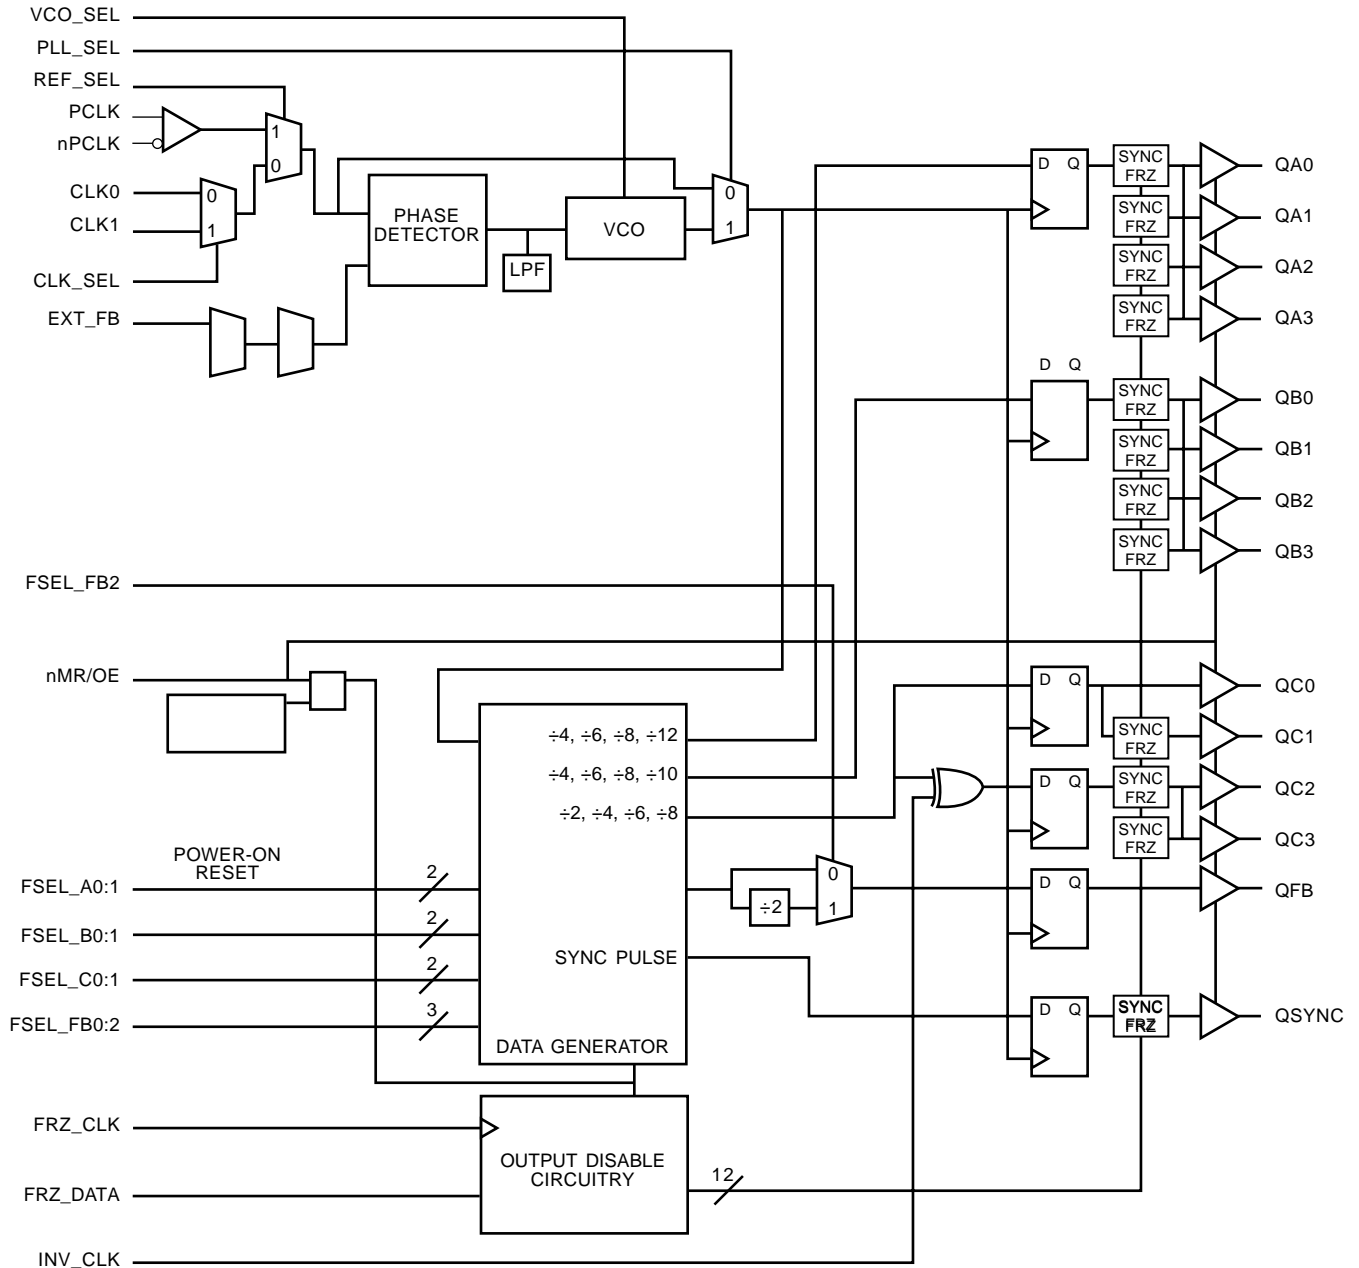 VCO_SEL
PLL_SEL
REF_SEL
PCLK
nPCLK
1
0
CLK0
CLK1
0
1
CLK_SEL
EXT_FB
PHASE
DETECTOR
LPF
VCO
0
1
D Q
SYNC
FRZ
QA0
SYNC
FRZ
QA1
SYNC
FRZ
QA2
SYNC
FRZ
QA3
D Q
SYNC
FRZ
QB0
SYNC
FRZ
QB1
SYNC
FRZ
QB2
SYNC
FRZ
QB3
FSEL_FB2
nMR/OE
D Q
QC0
SYNC
FRZ
QC1
÷4, ÷6, ÷8, ÷12
÷4, ÷6, ÷8, ÷10
÷2, ÷4, ÷6, ÷8
D Q
SYNC
FRZ
QC2
SYNC
FRZ
QC3
POWER-ON
RESET
FSEL_A0:1
2
0
÷2
1
D Q
QFB
FSEL_B0:1
2
FSEL_C0:1
2
SYNC PULSE
FSEL_FB0:2
3
DATA GENERATOR
D Q
SYNC
FRZ
QSYNC
FRZ_CLK
OUTPUT DISABLE
CIRCUITRY
12
FRZ_DATA
INV_CLK